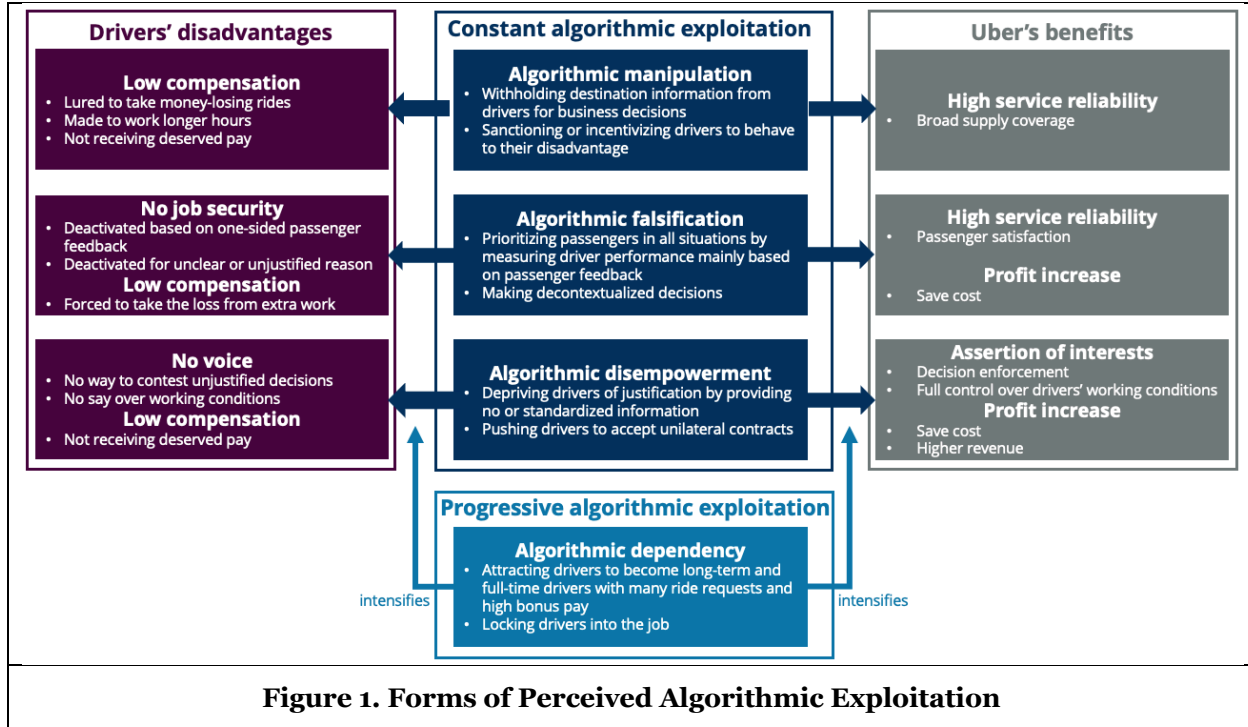 Drivers' disadvantages
Low compensation
• Lured to take money-losing rides
• Made to work longer hours
• Not receiving deserved pay
No job security
• Deactivated based on one-sided passenger
feedback
• Deactivated for unclear or unjustified reason
Low compensation
• Forced to take the loss from extra work
No voice
• No way to contest unjustified decisions
• No say over working conditions
Low compensation
• Not receiving deserved pay
Constant algorithmic exploitation
Algorithmic manipulation
• Withholding destination information from
drivers for business decisions
• Sanctioning or incentivizing drivers to behave
to their disadvantage
Algorithmic falsification
• Prioritizing passengers in all situations by
measuring driver performance mainly based
on passenger feedback
• Making decontextualized decisions
Algorithmic disempowerment
• Depriving drivers of justification by providing
no or standardized information
• Pushing drivers to accept unilateral contracts
Uber's benefits
High service reliability
• Broad supply coverage
High service reliability
• Passenger satisfaction
Profit increase
• Save cost
Assertion of interests
• Decision enforcement
• Full control over drivers' working conditions
Profit increase
• Save cost
• Higher revenue
Progressive algorithmic exploitation
Algorithmic dependency
• Attracting drivers to become long-term and
full-time drivers with many ride requests and
high bonus pay
• Locking drivers into the job
intensifies
intensifies
Figure 1. Forms of Perceived Algorithmic Exploitation